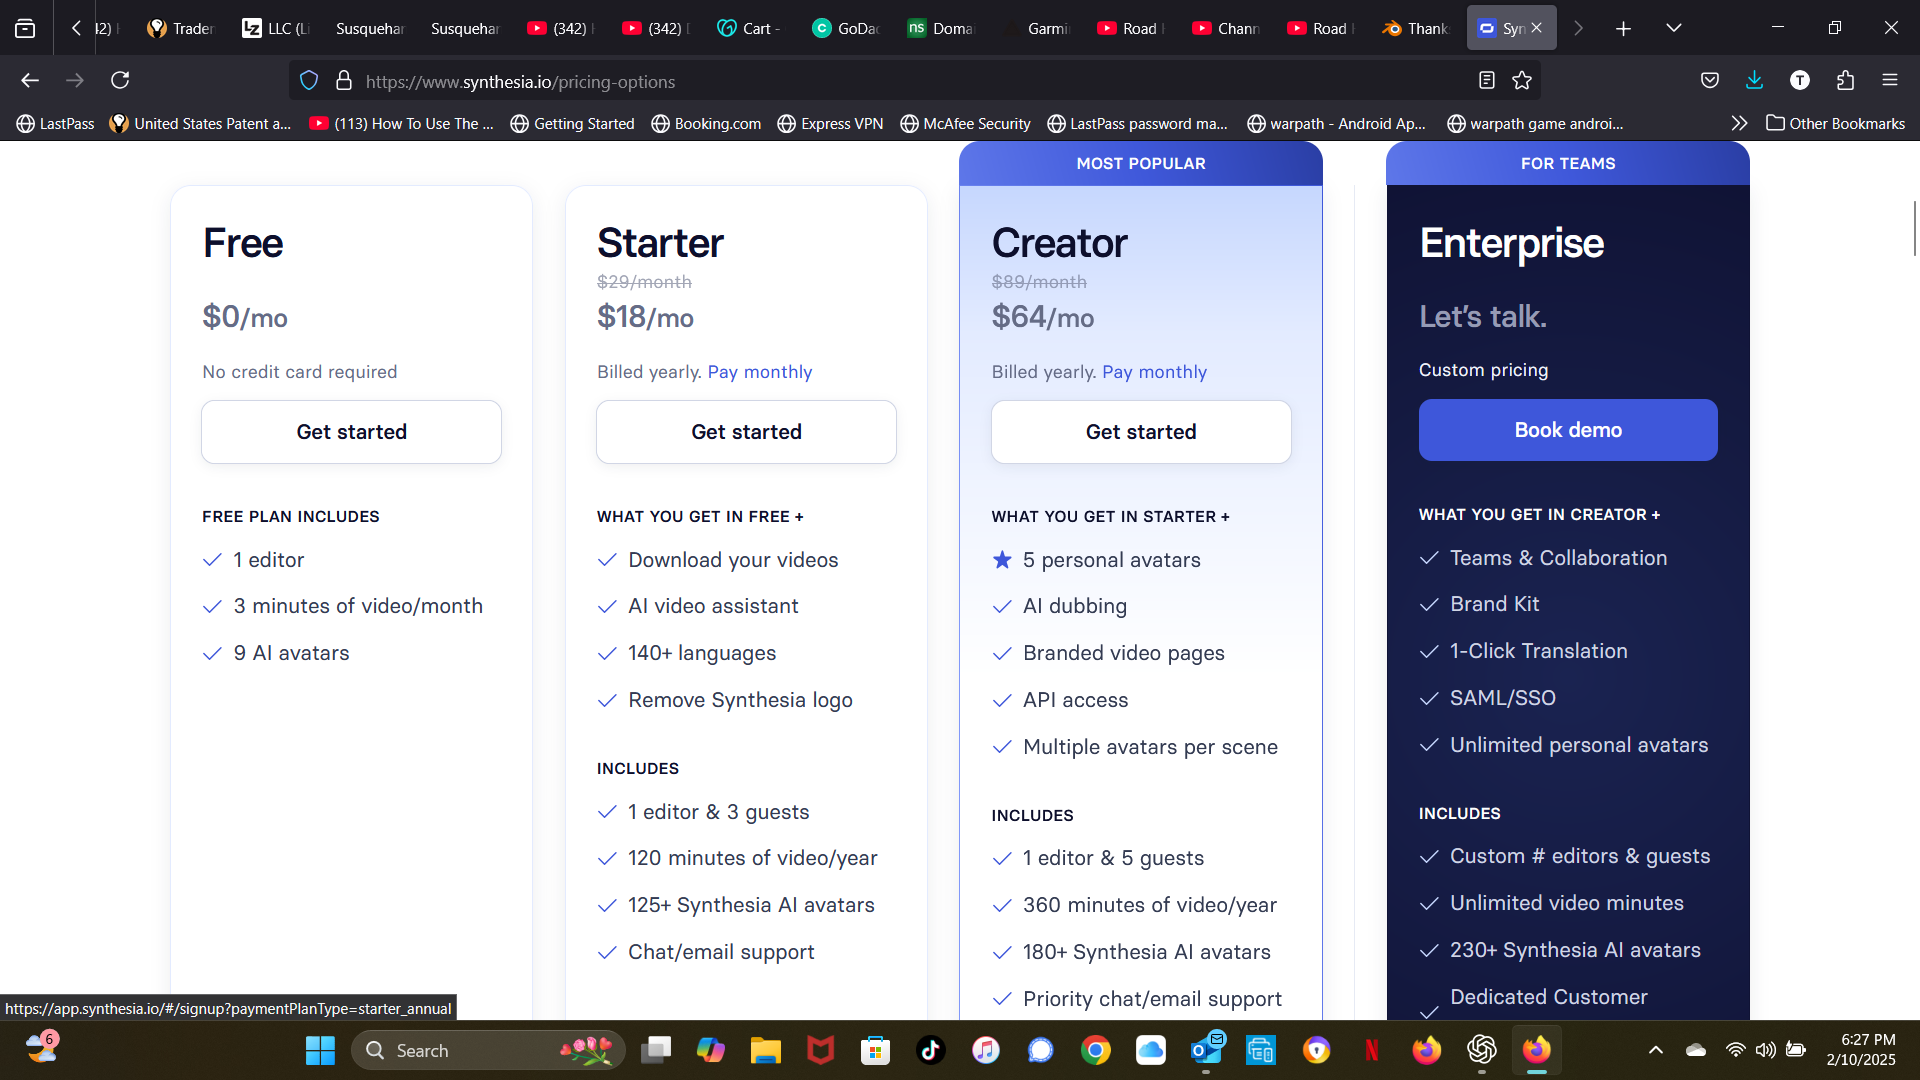 42)
Trader
LLC (Li
Susquehar
Susquehar
(342)
(342)
Cart -
GoDad
Domai
Garmi
Road
Chann
Road
Thank
Syn
https://www.synthesia.io/pricing-options
T
LastPass
United States Patent a...
(113) How To Use The ...
Getting Started
Booking.com
Express VPN
McAfee Security
LastPass password ma...
warpath - Android Ap...
warpath game androi...
Other Bookmarks
Free
$0/mo
No credit card required
Get started
FREE PLAN INCLUDES
1 editor
3 minutes of video/month
9 AI avatars
Starter
$29/month
$18/mo
Billed yearly. Pay monthly
Get started
WHAT YOU GET IN FREE +
Download your videos
AI video assistant
140+ languages
Remove Synthesia logo
INCLUDES
1 editor & 3 guests
120 minutes of video/year
125+ Synthesia AI avatars
Chat/email support
MOST POPULAR
Creator
$89/month
$64/mo
Billed yearly. Pay monthly
Get started
WHAT YOU GET IN STARTER +
5 personal avatars
AI dubbing
Branded video pages
API access
Multiple avatars per scene
INCLUDES
1 editor & 5 guests
360 minutes of video/year
180+ Synthesia AI avatars
Priority chat/email support
FOR TEAMS
Enterprise
Let's talk.
Custom pricing
Book demo
WHAT YOU GET IN CREATOR +
Teams & Collaboration
Brand Kit
1-Click Translation
SAML/SSO
Unlimited personal avatars
INCLUDES
Custom # editors & guests
Unlimited video minutes
230+ Synthesia AI avatars
Dedicated Customer
https://app.synthesia.io/#/signup?paymentPlanType=starter_annual
6
Search
6:27 PM
2/10/2025